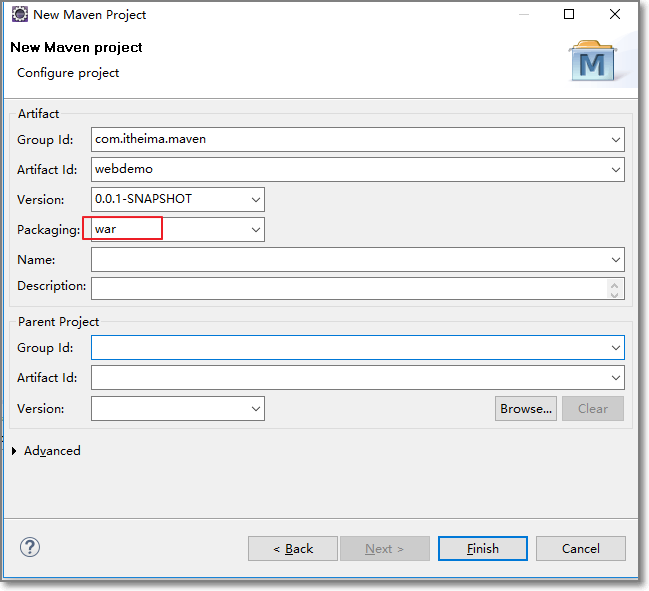 New Maven Project
New Maven project
Configure project
M
Artifact
Group Id: com.itheima.maven
Artifact Id: webdemo
Version: 0.0.1-SNAPSHOT
Packaging: war
Name:
Description:
Parent Project
Group Id:
Artifact Id:
Version: Browse... Clear
Advanced
? < Back Next > Finish Cancel